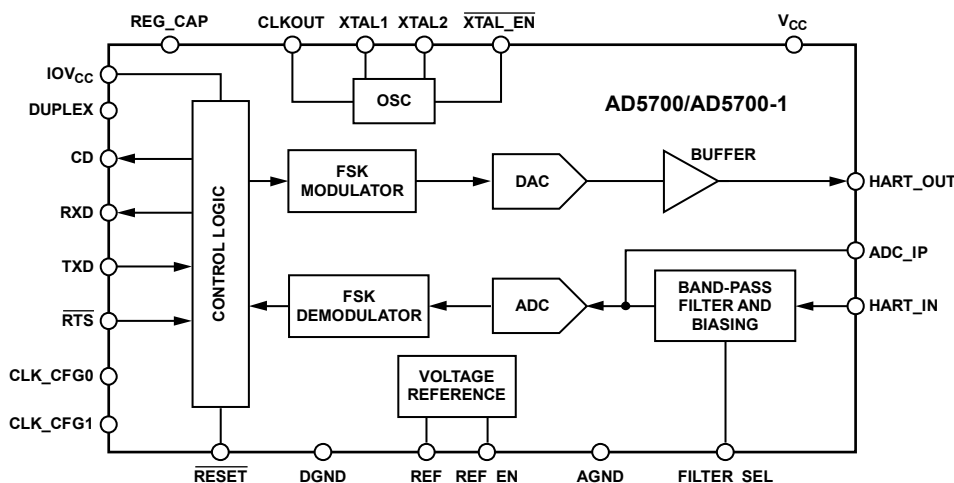 REG_CAP
CLKOUT
XTAL1
XTAL2
XTAL_EN
VCC
IOVCC
DUPLEX
CD
RXD
TXD
RTS
CLK_CFG0
CLK_CFG1
CONTROL LOGIC
OSC
AD5700/AD5700-1
FSK
MODULATOR
DAC
BUFFER
HART_OUT
ADC_IP
HART_IN
FSK
DEMODULATOR
ADC
BAND-PASS
FILTER AND
BIASING
VOLTAGE
REFERENCE
RESET
DGND
REF
REF_EN
AGND
FILTER_SEL